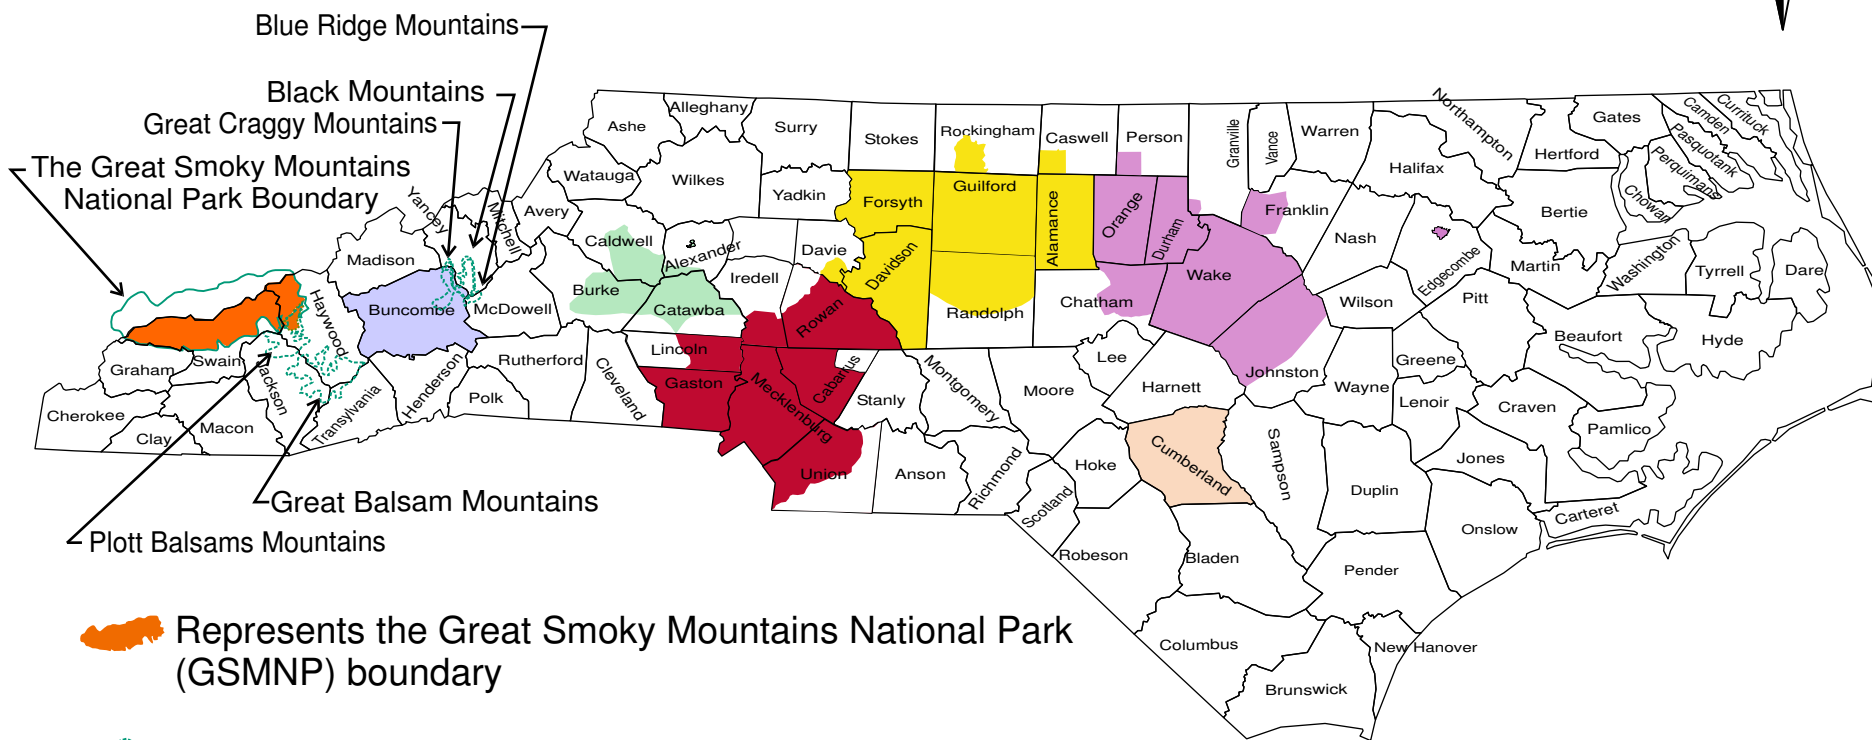 Blue Ridge Mountains
Black Mountains
Great Craggy Mountains
The Great Smoky Mountains
National Park Boundary
Alleghany
Ashe
Surry
Stokes
Rockingham
Caswell
Person
Granville
Vance
Warren
Northampton
Gates
Camden
Currituck
Pasquotank
Perquimans
Chowan
Hertford
Halifax
Watauga
Wilkes
Yadkin
Forsyth
Guilford
Alamance
Orange
Durham
Franklin
Nash
Edgecombe
Bertie
Martin
Washington
Tyrrell
Dare
Yancey
Mitchell
Avery
Caldwell
Alexander
Davie
Davidson
Iredell
Madison
Haywood
Buncombe
McDowell
Burke
Catawba
Rowan
Randolph
Chatham
Wake
Wilson
Pitt
Beaufort
Hyde
Graham
Swain
Jackson
Rutherford
Cleveland
Lincoln
Gaston
Mecklenburg
Cabarrus
Stanly
Montgomery
Moore
Lee
Harnett
Johnston
Wayne
Greene
Lenoir
Craven
Pamlico
Cherokee
Clay
Macon
Transylvania
Henderson
Polk
Union
Anson
Richmond
Scotland
Hoke
Cumberland
Sampson
Duplin
Jones
Onslow
Carteret
Great Balsam Mountains
Plott Balsams Mountains
Robeson
Bladen
Pender
Columbus
New Hanover
Brunswick
Represents the Great Smoky Mountains National Park
(GSMNP) boundary